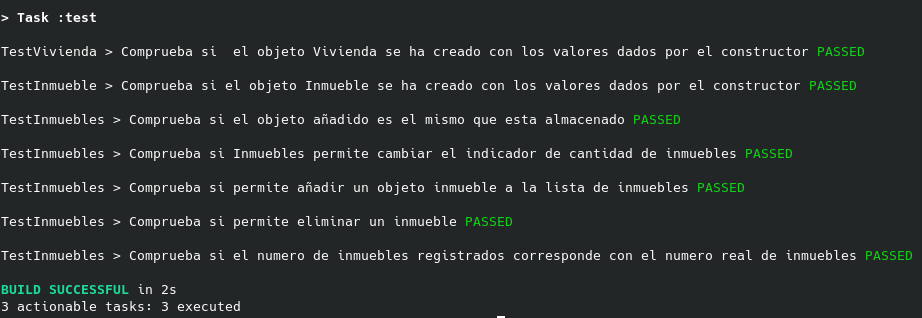 > Task :test
TestVivienda > Comprueba si  el objeto Vivienda se ha creado con los valores dados por el constructor PASSED
TestInmueble > Comprueba si el objeto Inmueble se ha creado con los valores dados por el constructor PASSED
TestInmuebles > Comprueba si el objeto añadido es el mismo que esta almacenado PASSED
TestInmuebles > Comprueba si Inmuebles permite cambiar el indicador de cantidad de inmuebles PASSED
TestInmuebles > Comprueba si permite añadir un objeto inmueble a la lista de inmuebles PASSED
TestInmuebles > Comprueba si permite eliminar un inmueble PASSED
TestInmuebles > Comprueba si el numero de inmuebles registrados corresponde con el numero real de inmuebles PASSED
BUILD SUCCESSFUL in 2s
3 actionable tasks: 3 executed